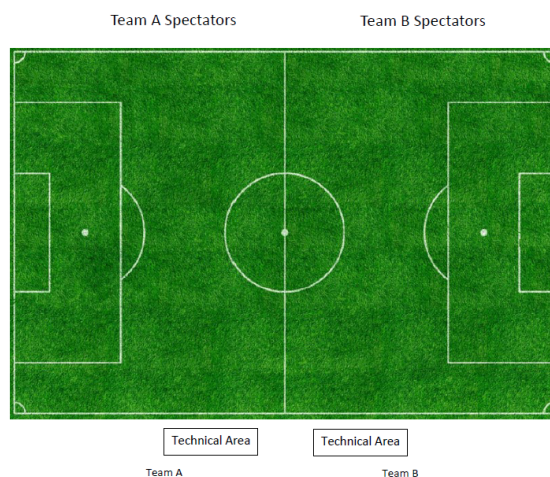 Team A Spectators
Team B Spectators
Technical Area
Technical Area
Team A
Team B